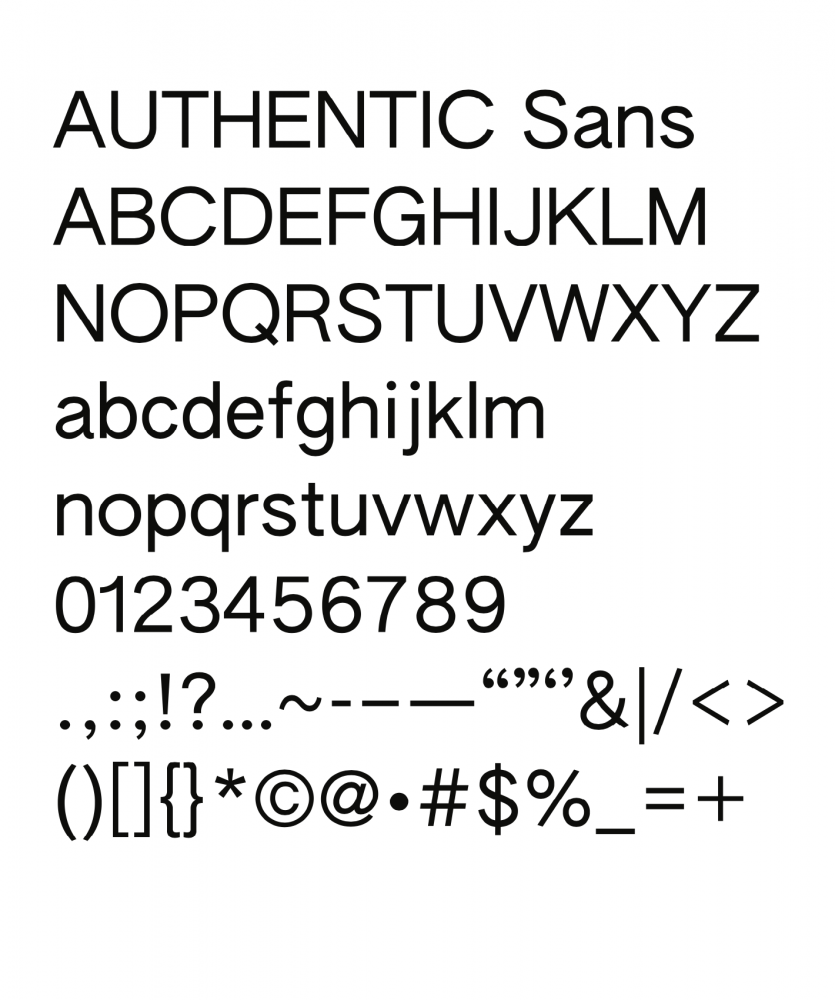 AUTHENTIC Sans
ABCDEFGHIJKLM
NOPQRSTUVWXYZ
abcdefghijklm
nopqrstuvwxyz
0123456789
.,:;!?…~-–—“”‘’&|/<>
()[]{}*©@•#$%_=+